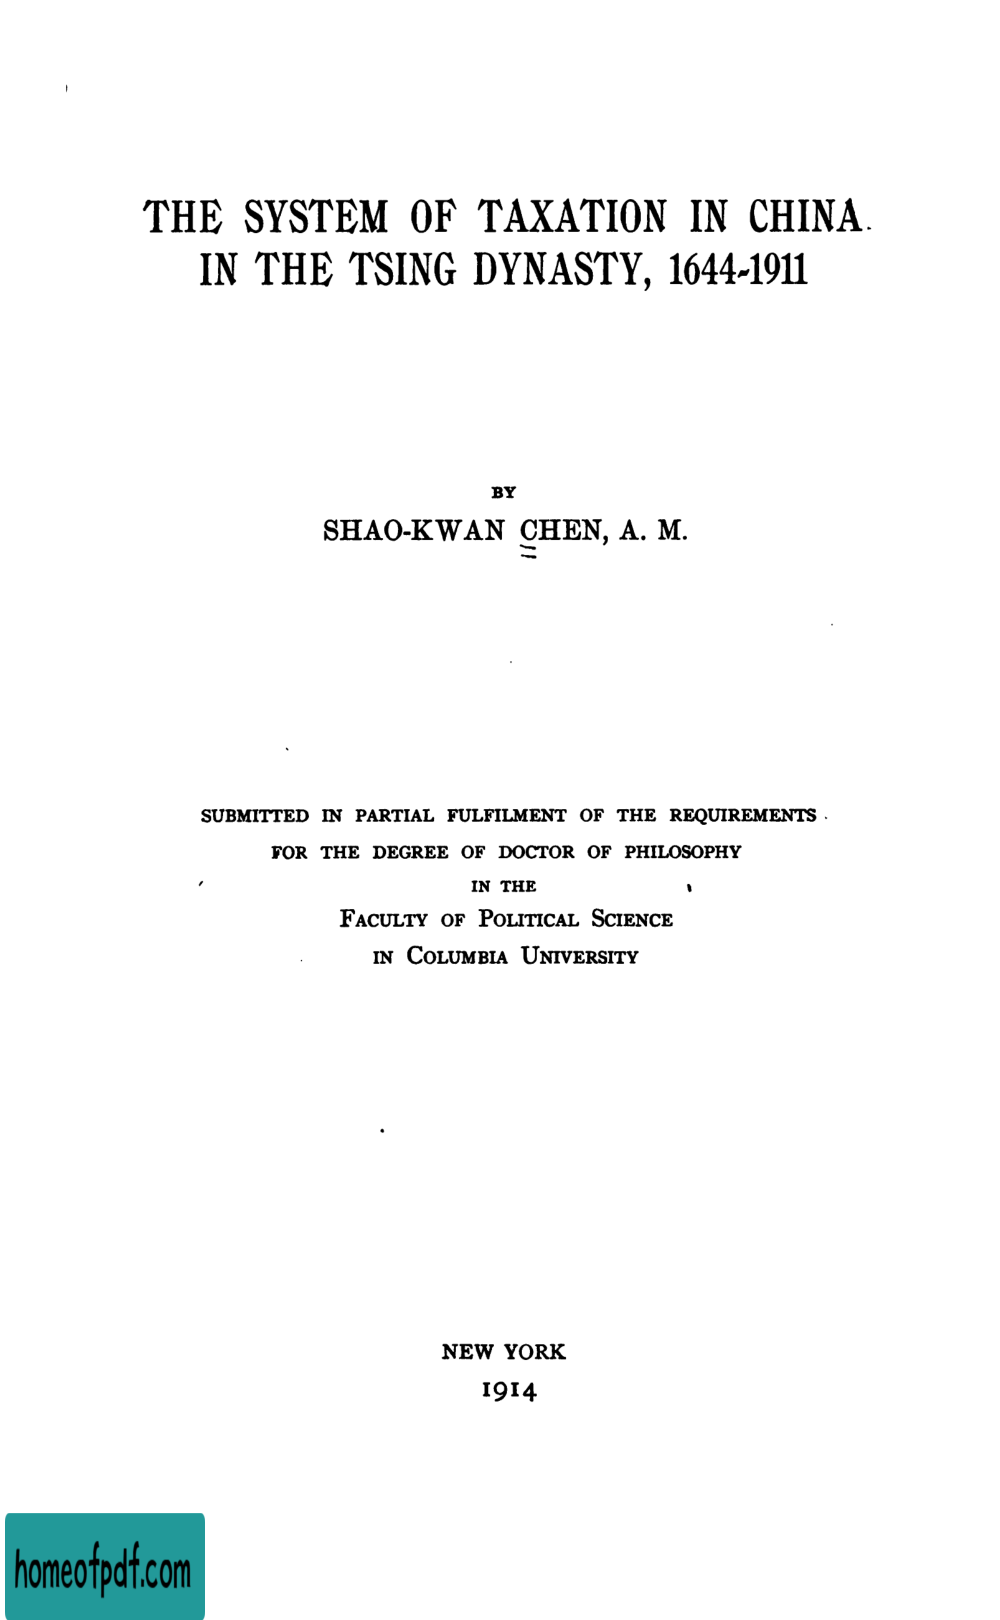 THE SYSTEM OF TAXATION IN CHINA.
IN THE TSING DYNASTY, 1644-1911
BY
SHAO-KWAN CHEN, A. M.
SUBMITTED IN PARTIAL FULFILMENT OF THE REQUIREMENTS
FOR THE DEGREE OF DOCTOR OF PHILOSOPHY
IN THE
FACULTY OF POLITICAL SCIENCE
IN COLUMBIA UNIVERSITY
NEW YORK
1914
homeofpdf.com